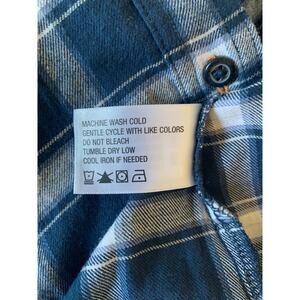 MACHINE WASH COLD
GENTLE CYCLE WITH LIKE COLORS
DO NOT BLEACH
TUMBLE DRY LOW
COOL IRON IF NEEDED